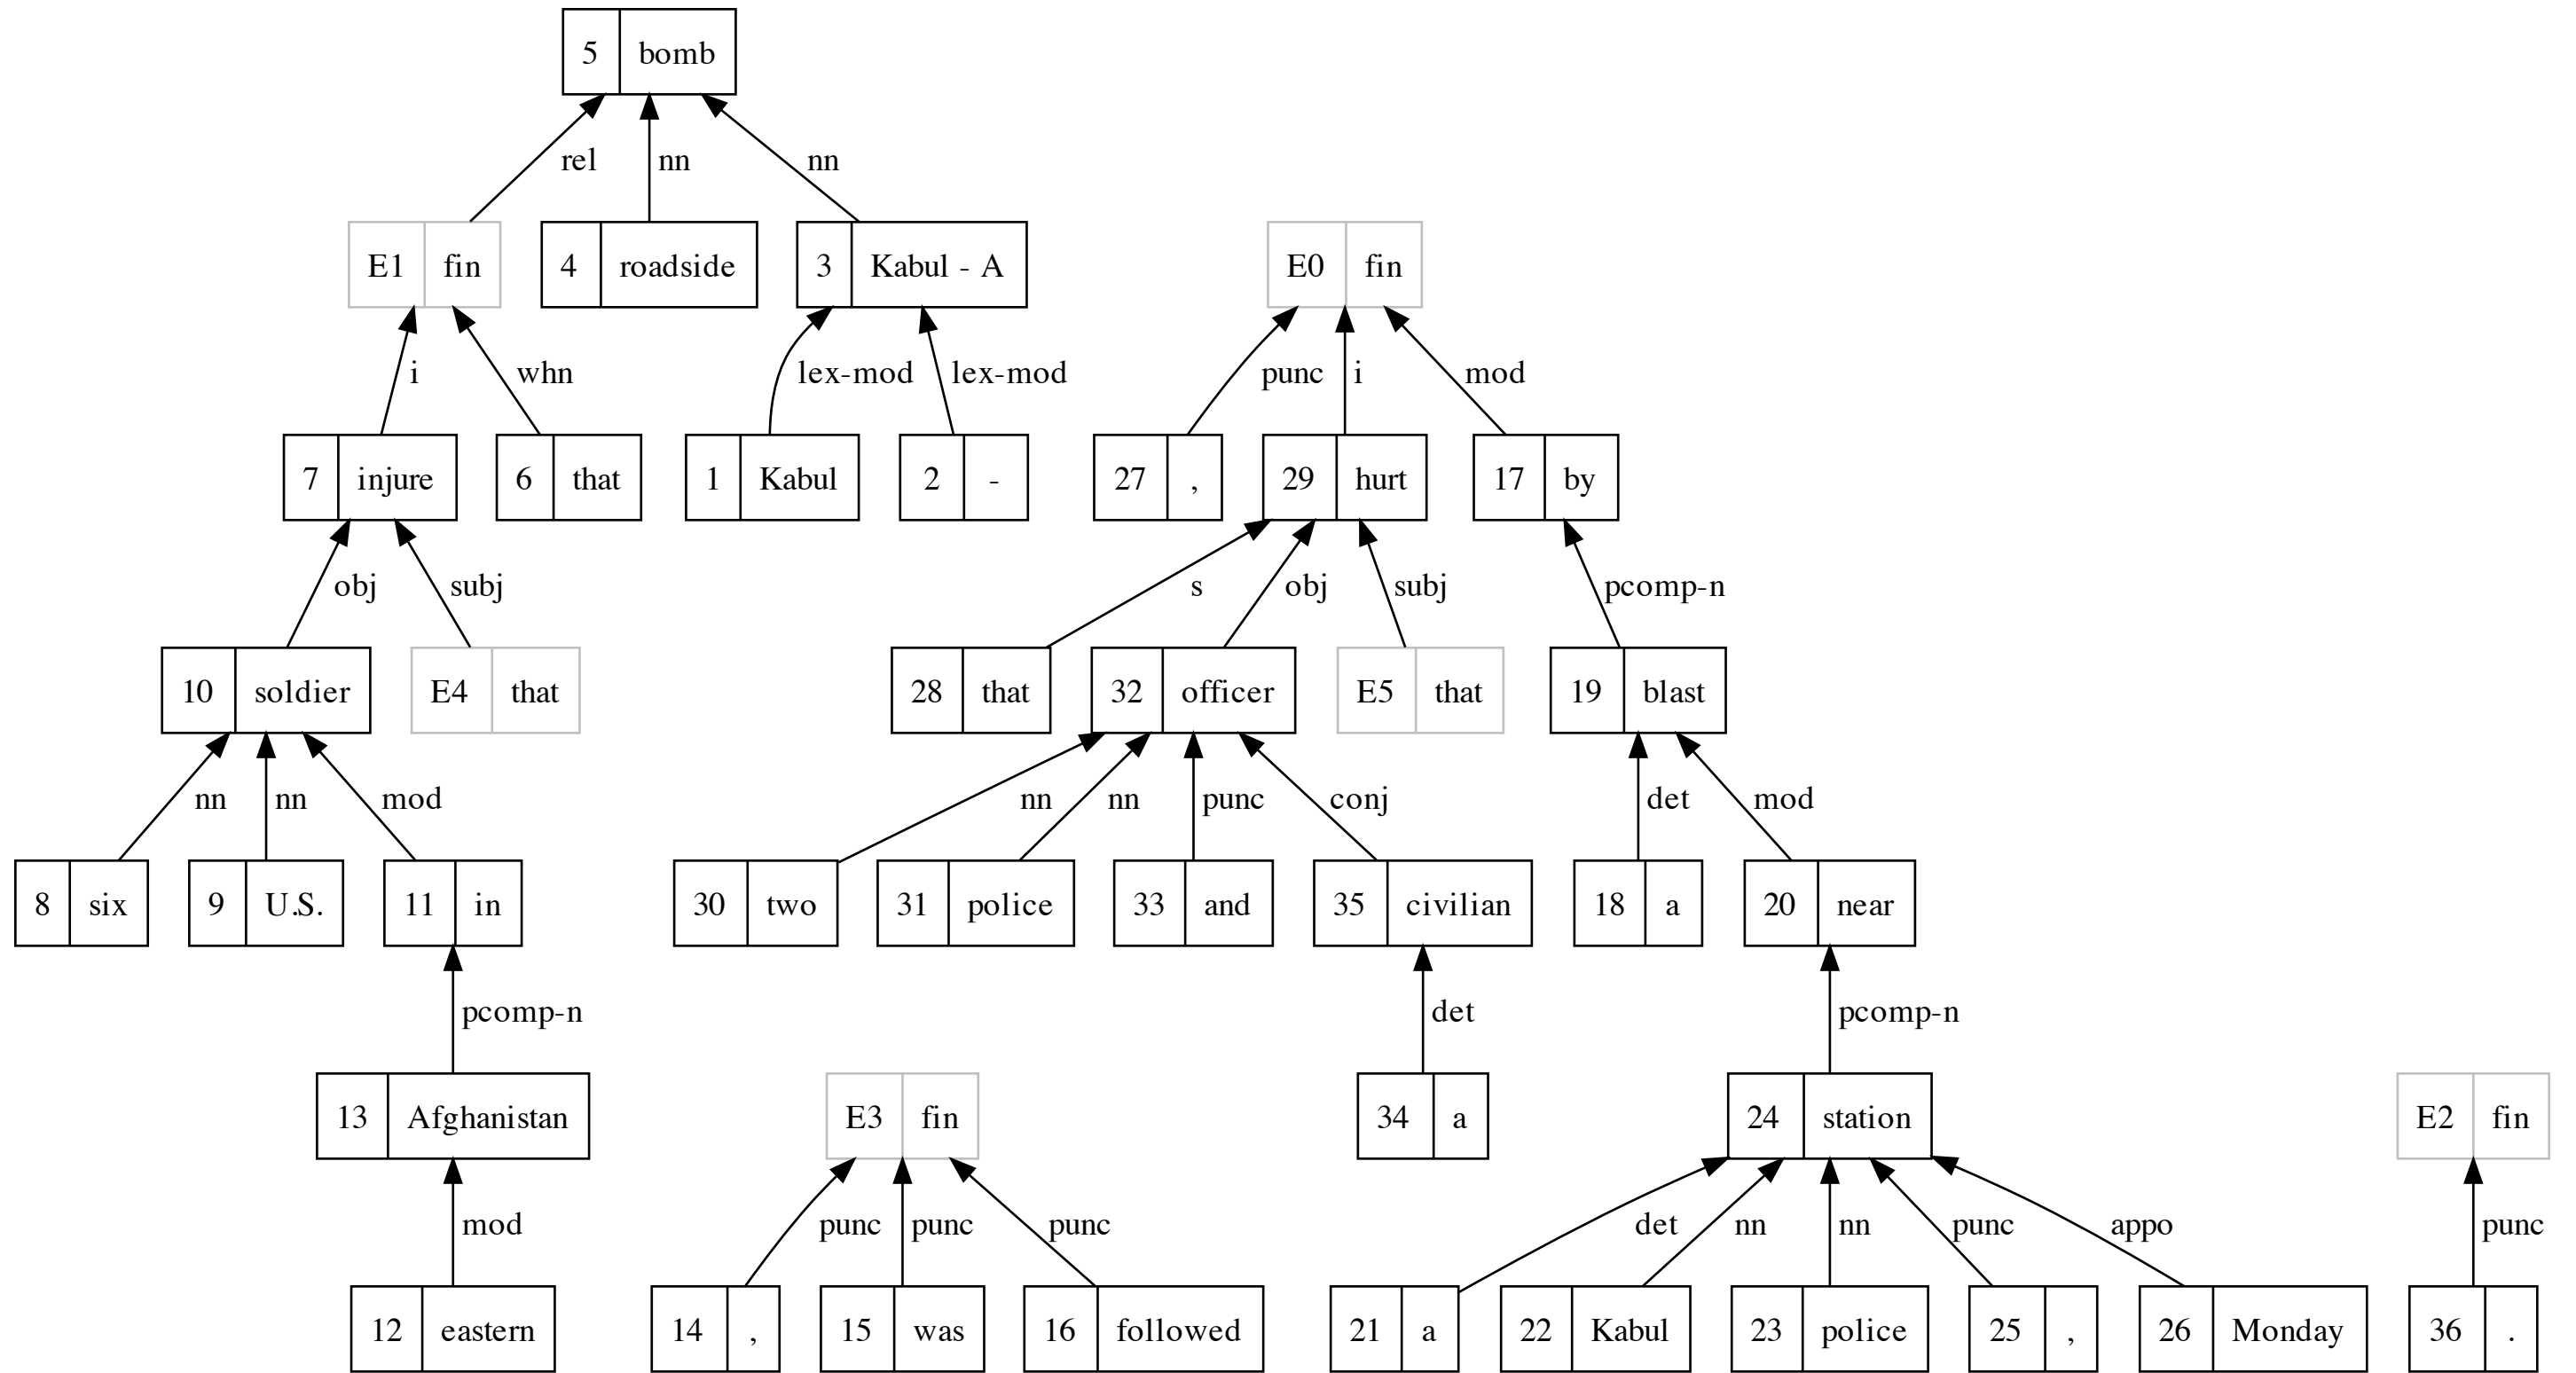 5 bomb
rel nn nn
E1 fin 4 roadside 3 Kabul - A E0 fin
i whn lex-mod lex-mod punc i mod
7 injure 6 that 1 Kabul 2 - 27 , 29 hurt 17 by
obj subj s obj subj pcomp-n
10 soldier E4 that 28 that 32 officer E5 that 19 blast
nn nn mod nn nn punc conj det mod
8 six 9 U.S. 11 in 30 two 31 police 33 and 35 civilian 18 a 20 near
pcomp-n det pcomp-n
13 Afghanistan E3 fin 34 a 24 station E2 fin
mod punc punc punc det nn nn punc appo punc
12 eastern 14 , 15 was 16 followed 21 a 22 Kabul 23 police 25 , 26 Monday 36 .